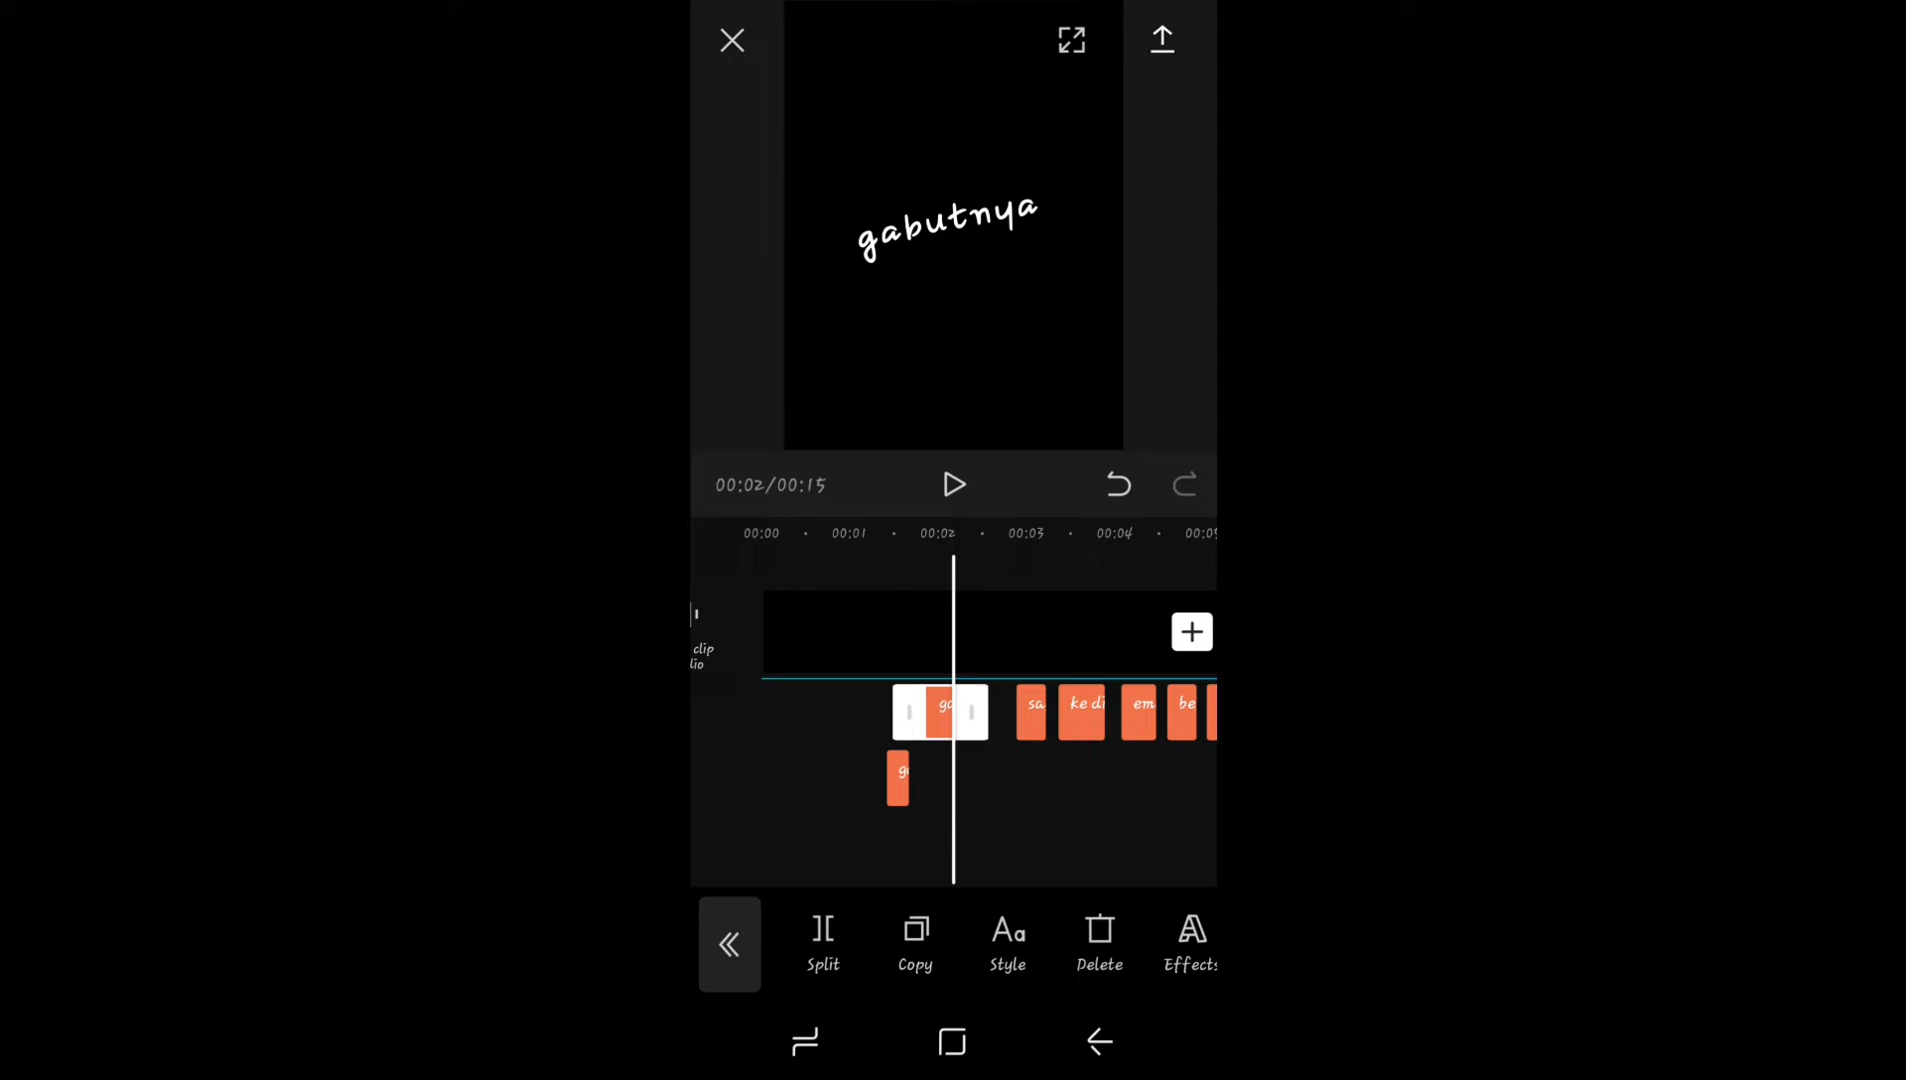 gabutnya
00:02/00:15
00:00 00:01 00:02 00:03 00:04
clip
ga sa ke di em be
Split Copy Style Delete Effects